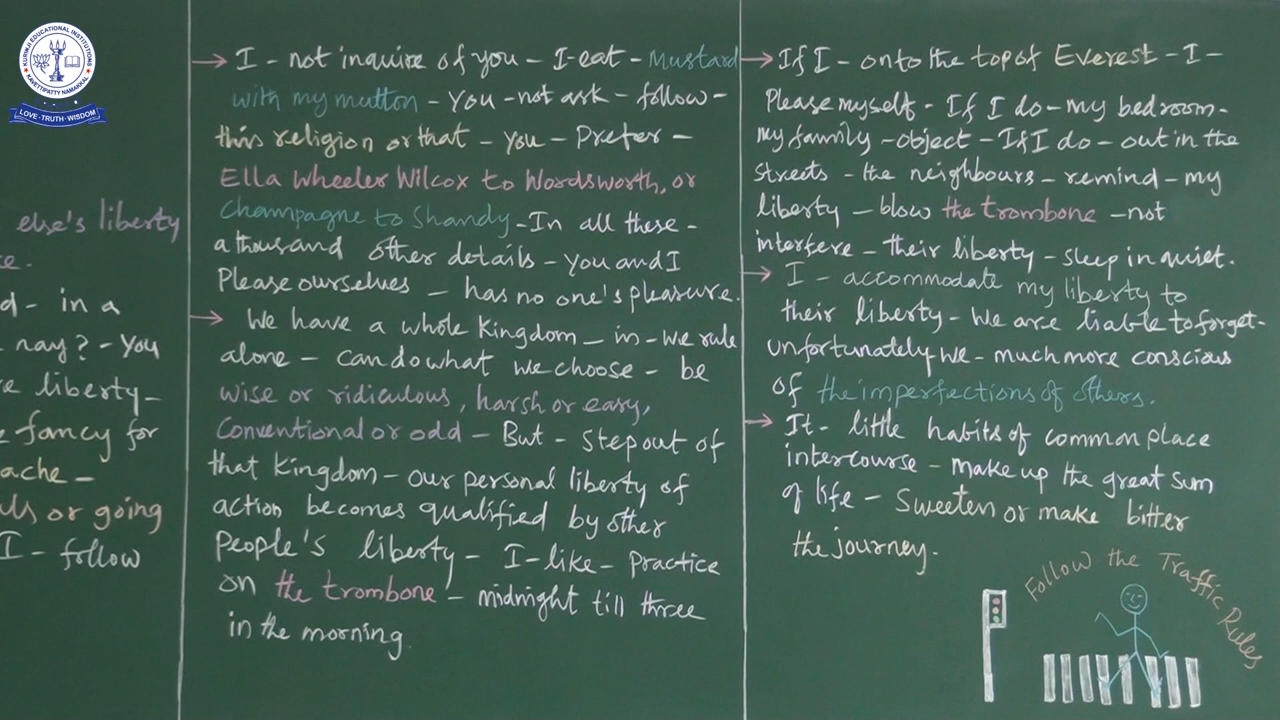 KURINJI EDUCATIONAL INSTITUTIONS
KAVETTIPATTY NAMAKKAL
LOVE · TRUTH · WISDOM
else's liberty
d - in a
nay? - You
e liberty -
fancy for
ache -
or going
I - follow
→ I - not inquire of you - I - eat - Mustard
with my mutton - You - not ask - follow -
this religion or that - you - Prefer -
Ella Wheeler Wilcox to Wordsworth, or
Champagne to Shandy - In all these -
a thousand other details - you and I
Please ourselves - has no one's pleasure.
→ We have a whole Kingdom - in - we rule
alone - can do what we choose - be
wise or ridiculous, harsh or easy,
Conventional or odd - But - Step out of
that Kingdom - our personal liberty of
action becomes qualified by other
People's liberty - I - like - Practice
on the trombone - midnight till three
in the morning.
→ If I - onto the top of Everest - I -
Please myself - If I do - my bedroom -
my family - object - If I do - out in the
streets - the neighbours - remind - my
liberty - blow the trombone - not
interfere - their liberty - sleep in quiet.
→ I - accommodate my liberty to
their liberty - We are liable to forget -
unfortunately we - much more conscious
of the imperfections of others.
→ It - little habits of commonplace
intercourse - make up the great sum
of life - Sweeten or make bitter
the journey.
Follow the Traffic Rules